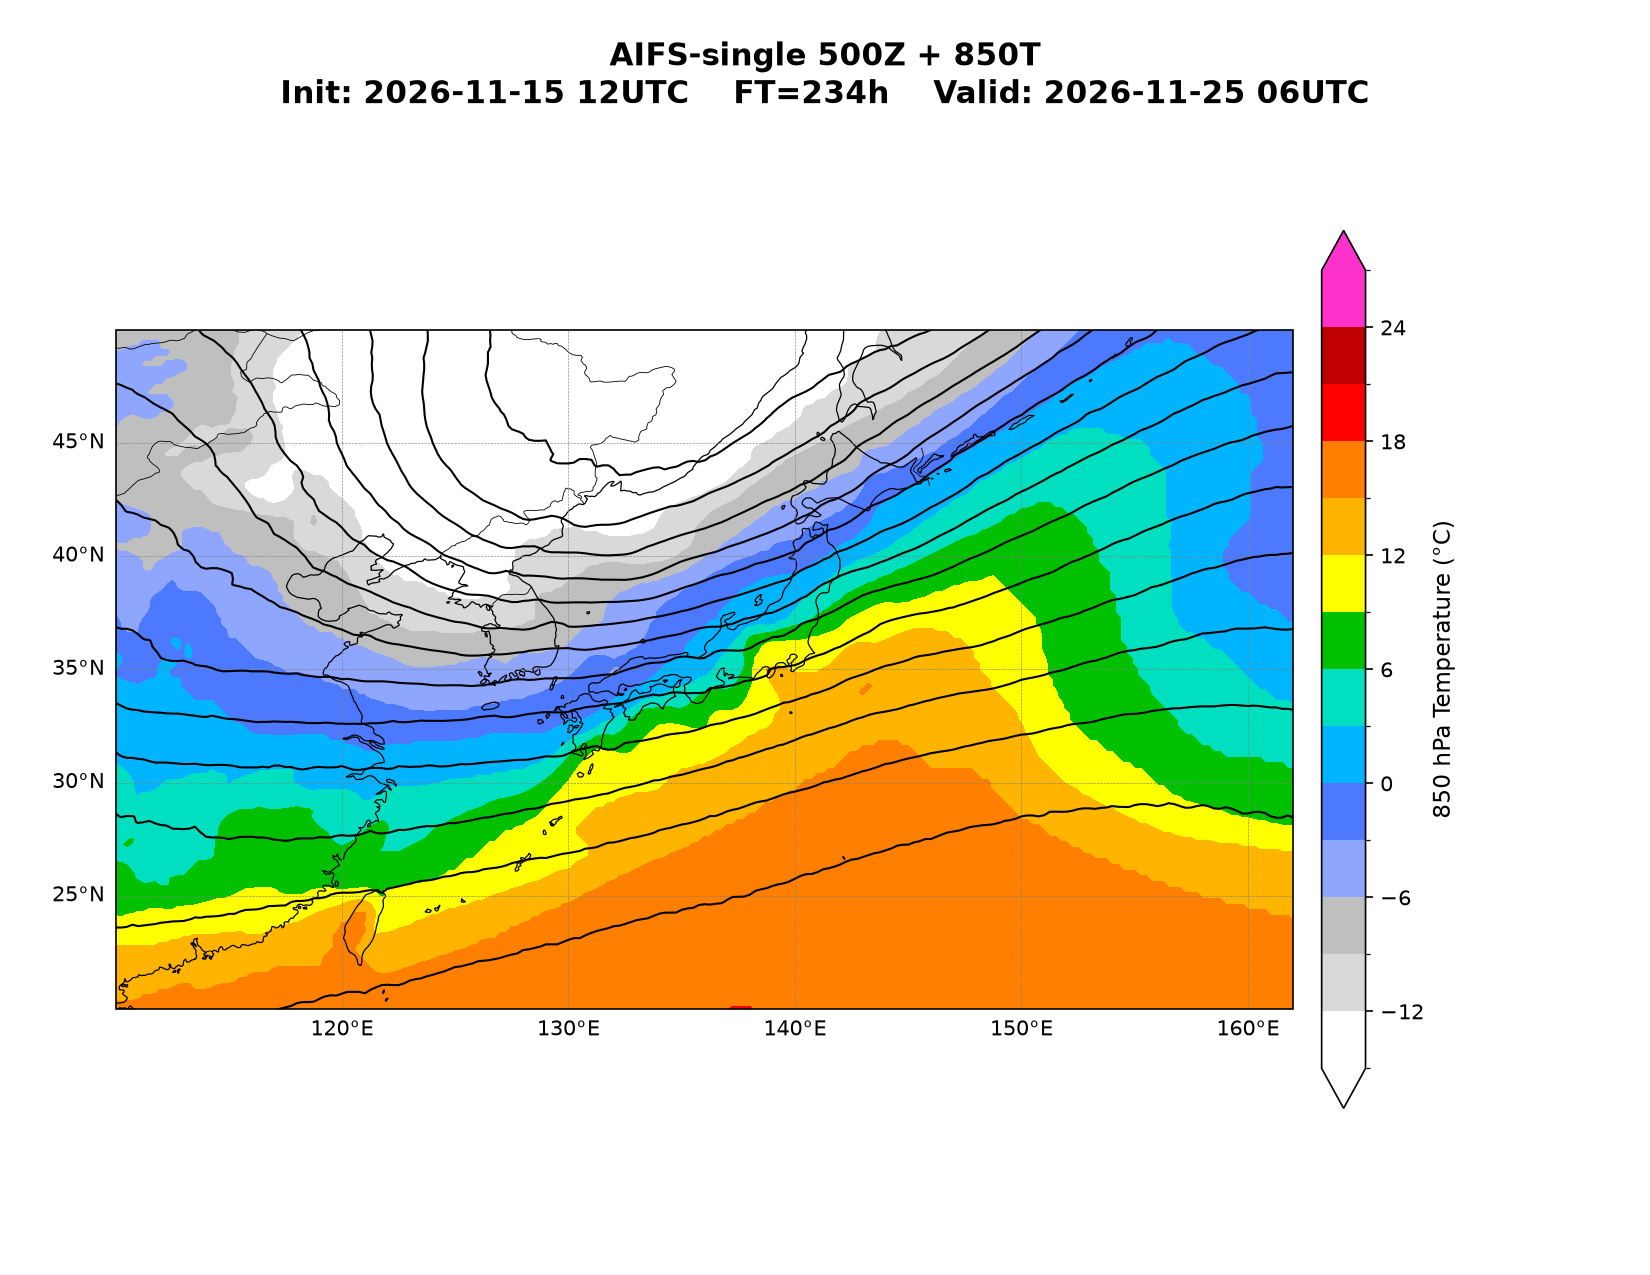 AIFS-single 500Z + 850T
Init: 2026-11-15 12UTC    FT=234h    Valid: 2026-11-25 06UTC
45°N
40°N
35°N
30°N
25°N
120°E
130°E
140°E
150°E
160°E
24
18
12
6
0
−6
−12
850 hPa Temperature (°C)